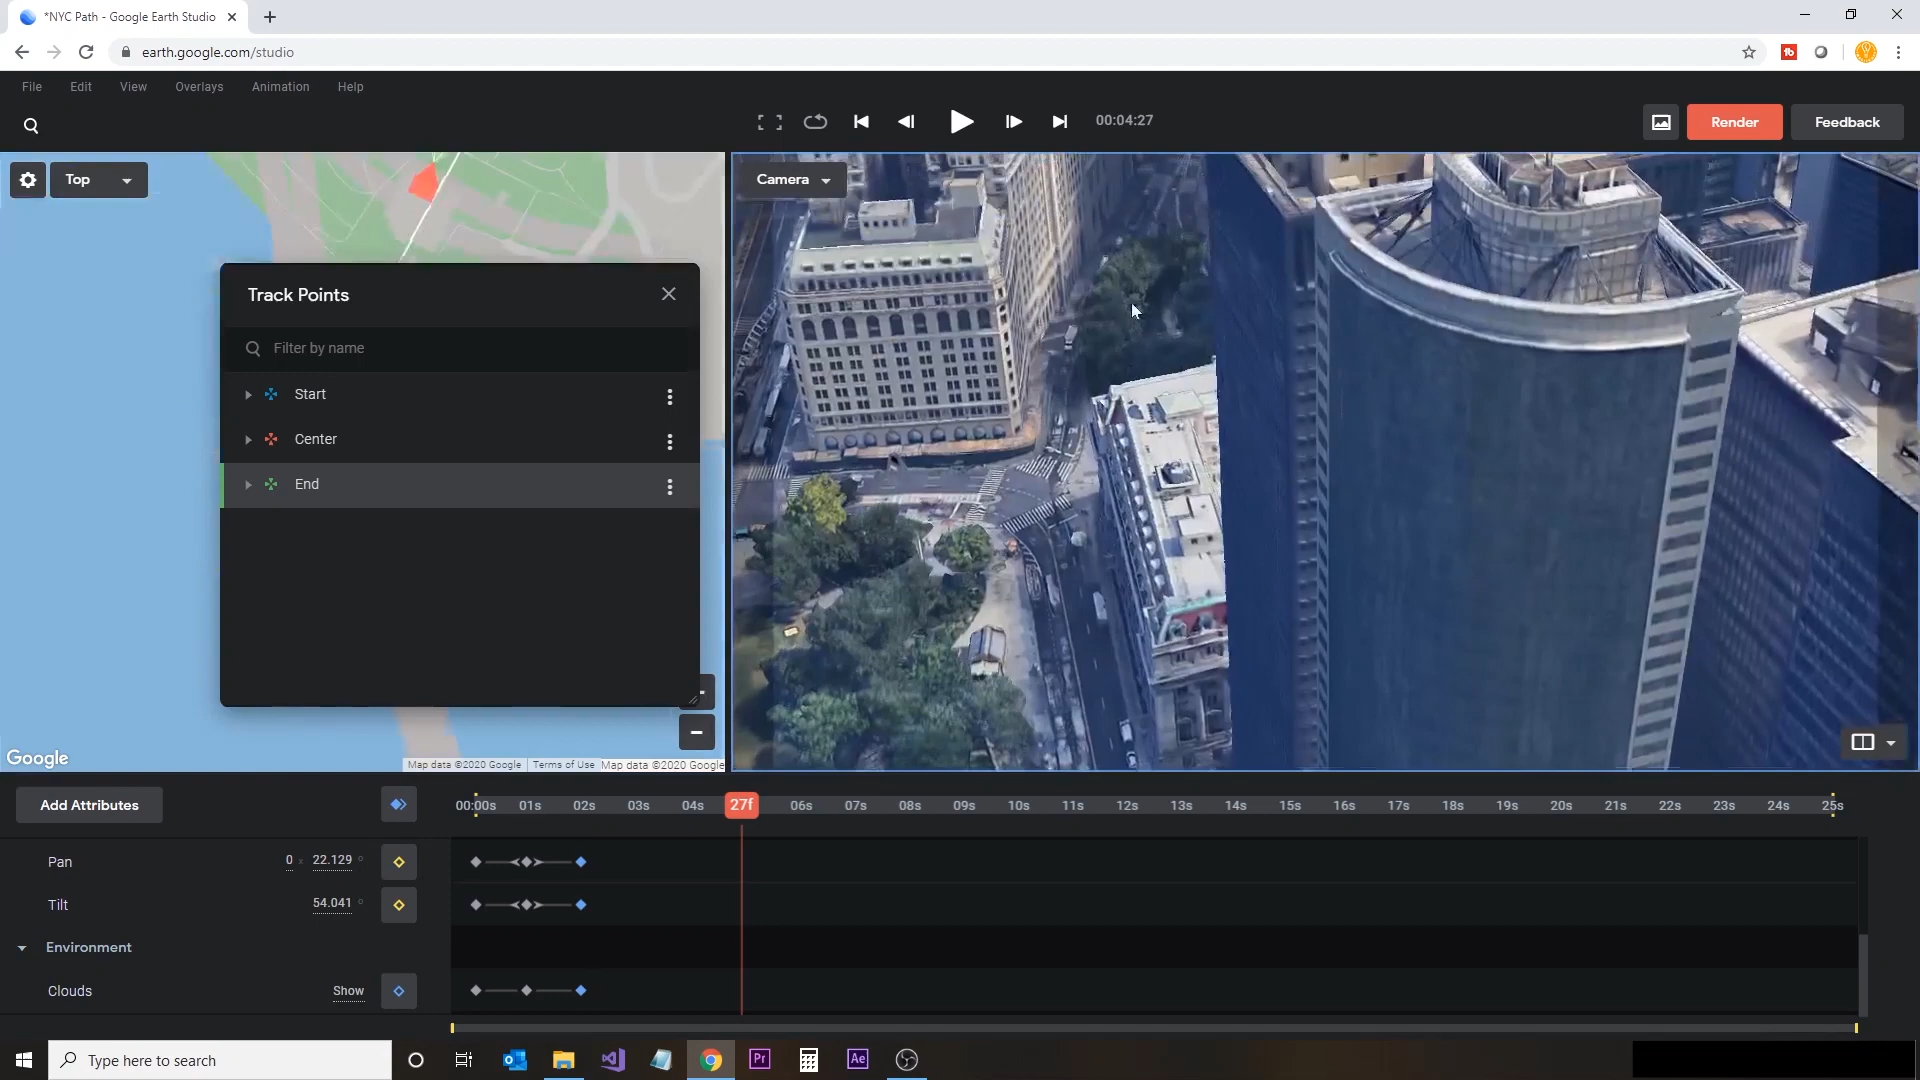 *NYC Path - Google Earth Studio
earth.google.com/studio
File Edit View Overlays Animation Help
00:04:27
Render
Feedback
Top
Camera
Track Points
Filter by name
Start
Center
End
Google
Map data ©2020 Google Terms of Use Map data ©2020 Google
Add Attributes
00:00s 01s 02s 03s 04s 27f 06s 07s 08s 09s 10s 11s 12s 13s 14s 15s 16s 17s 18s 19s 20s 21s 22s 23s 24s 25s
Pan 0 x 22.129 °
Tilt 54.041 °
Environment
Clouds Show
Type here to search
Pr
Ae